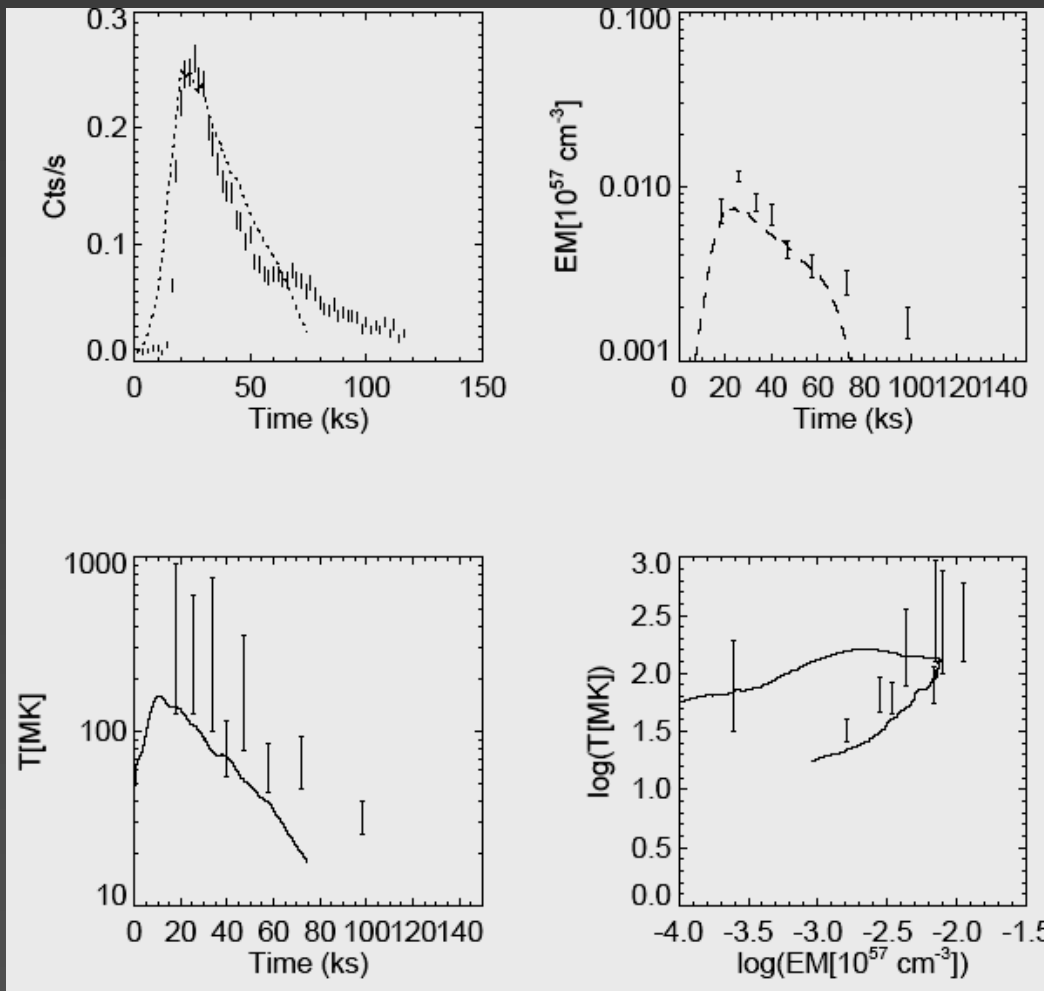 0.3
0.2
0.1
0.0
Cts/s
0 50 100 150
Time (ks)
0.100
0.010
0.001
EM[10⁵⁷ cm⁻³]
0 20 40 60 80 100120140
Time (ks)
1000
100
10
T[MK]
0 20 40 60 80 100120140
Time (ks)
3.0
2.5
2.0
1.5
1.0
0.5
0.0
log(T[MK])
-4.0 -3.5 -3.0 -2.5 -2.0 -1.5
log(EM[10⁵⁷ cm⁻³])